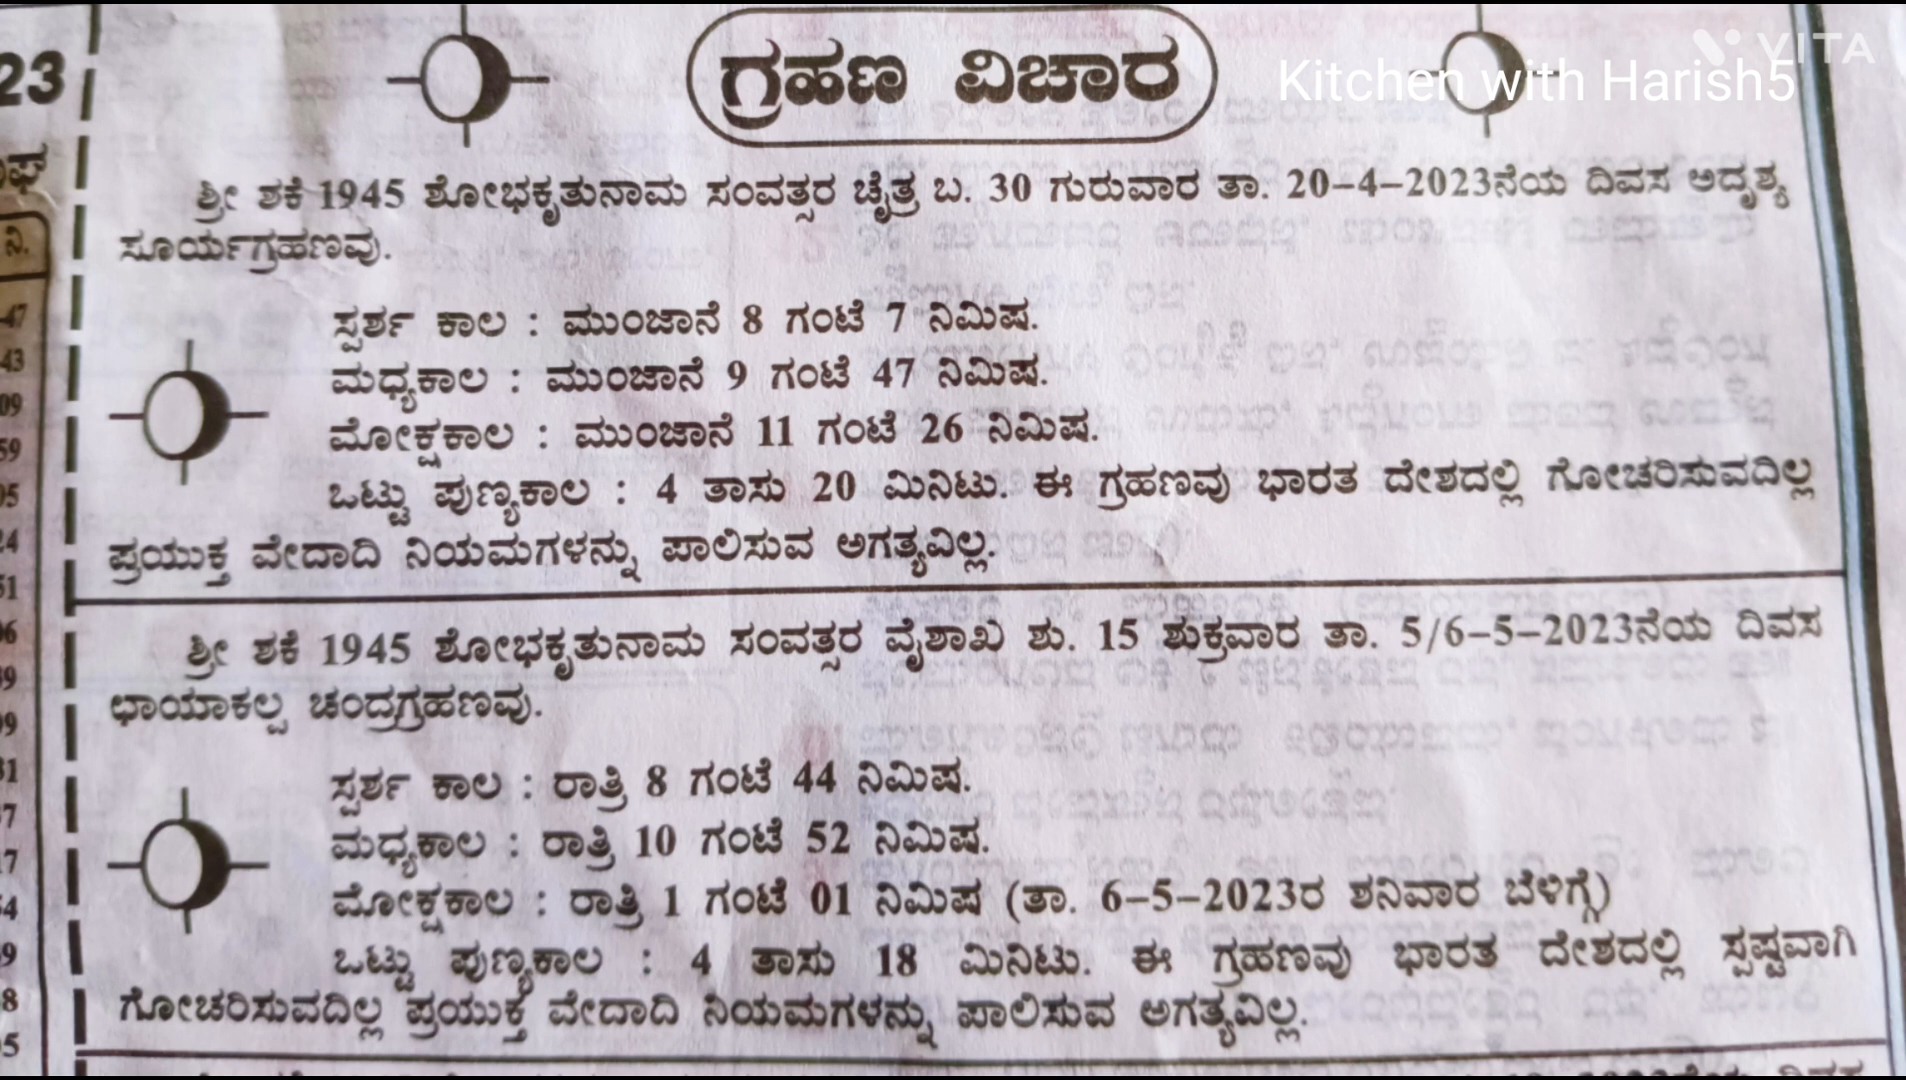 23
ಗ್ರಹಣ ವಿಚಾರ
VITA
Kitchen with Harish5
ಶ್ರೀ ಶಕೆ 1945 ಶೋಭಕೃತುನಾಮ ಸಂವತ್ಸರ ಚೈತ್ರ ಬ. 30 ಗುರುವಾರ ತಾ. 20-4-2023ನೆಯ ದಿವಸ ಅದೃಶ್ಯ
ಸೂರ್ಯಗ್ರಹಣವು.
ಸ್ಪರ್ಶ ಕಾಲ : ಮುಂಜಾನೆ 8 ಗಂಟೆ 7 ನಿಮಿಷ.
ಮಧ್ಯಕಾಲ : ಮುಂಜಾನೆ 9 ಗಂಟೆ 47 ನಿಮಿಷ.
ಮೋಕ್ಷಕಾಲ : ಮುಂಜಾನೆ 11 ಗಂಟೆ 26 ನಿಮಿಷ.
ಒಟ್ಟು ಪುಣ್ಯಕಾಲ : 4 ತಾಸು 20 ಮಿನಿಟು. ಈ ಗ್ರಹಣವು ಭಾರತ ದೇಶದಲ್ಲಿ ಗೋಚರಿಸುವದಿಲ್ಲ
ಪ್ರಯುಕ್ತ ವೇದಾದಿ ನಿಯಮಗಳನ್ನು ಪಾಲಿಸುವ ಅಗತ್ಯವಿಲ್ಲ.
ಶ್ರೀ ಶಕೆ 1945 ಶೋಭಕೃತುನಾಮ ಸಂವತ್ಸರ ವೈಶಾಖ ಶು. 15 ಶುಕ್ರವಾರ ತಾ. 5/6-5-2023ನೆಯ ದಿವಸ
ಛಾಯಾಕಲ್ಪ ಚಂದ್ರಗ್ರಹಣವು.
ಸ್ಪರ್ಶ ಕಾಲ : ರಾತ್ರಿ 8 ಗಂಟೆ 44 ನಿಮಿಷ.
ಮಧ್ಯಕಾಲ : ರಾತ್ರಿ 10 ಗಂಟೆ 52 ನಿಮಿಷ.
ಮೋಕ್ಷಕಾಲ : ರಾತ್ರಿ 1 ಗಂಟೆ 01 ನಿಮಿಷ (ತಾ. 6-5-2023ರ ಶನಿವಾರ ಬೆಳಿಗ್ಗೆ)
ಒಟ್ಟು ಪುಣ್ಯಕಾಲ : 4 ತಾಸು 18 ಮಿನಿಟು. ಈ ಗ್ರಹಣವು ಭಾರತ ದೇಶದಲ್ಲಿ ಸ್ಪಷ್ಟವಾಗಿ
ಗೋಚರಿಸುವದಿಲ್ಲ ಪ್ರಯುಕ್ತ ವೇದಾದಿ ನಿಯಮಗಳನ್ನು ಪಾಲಿಸುವ ಅಗತ್ಯವಿಲ್ಲ.